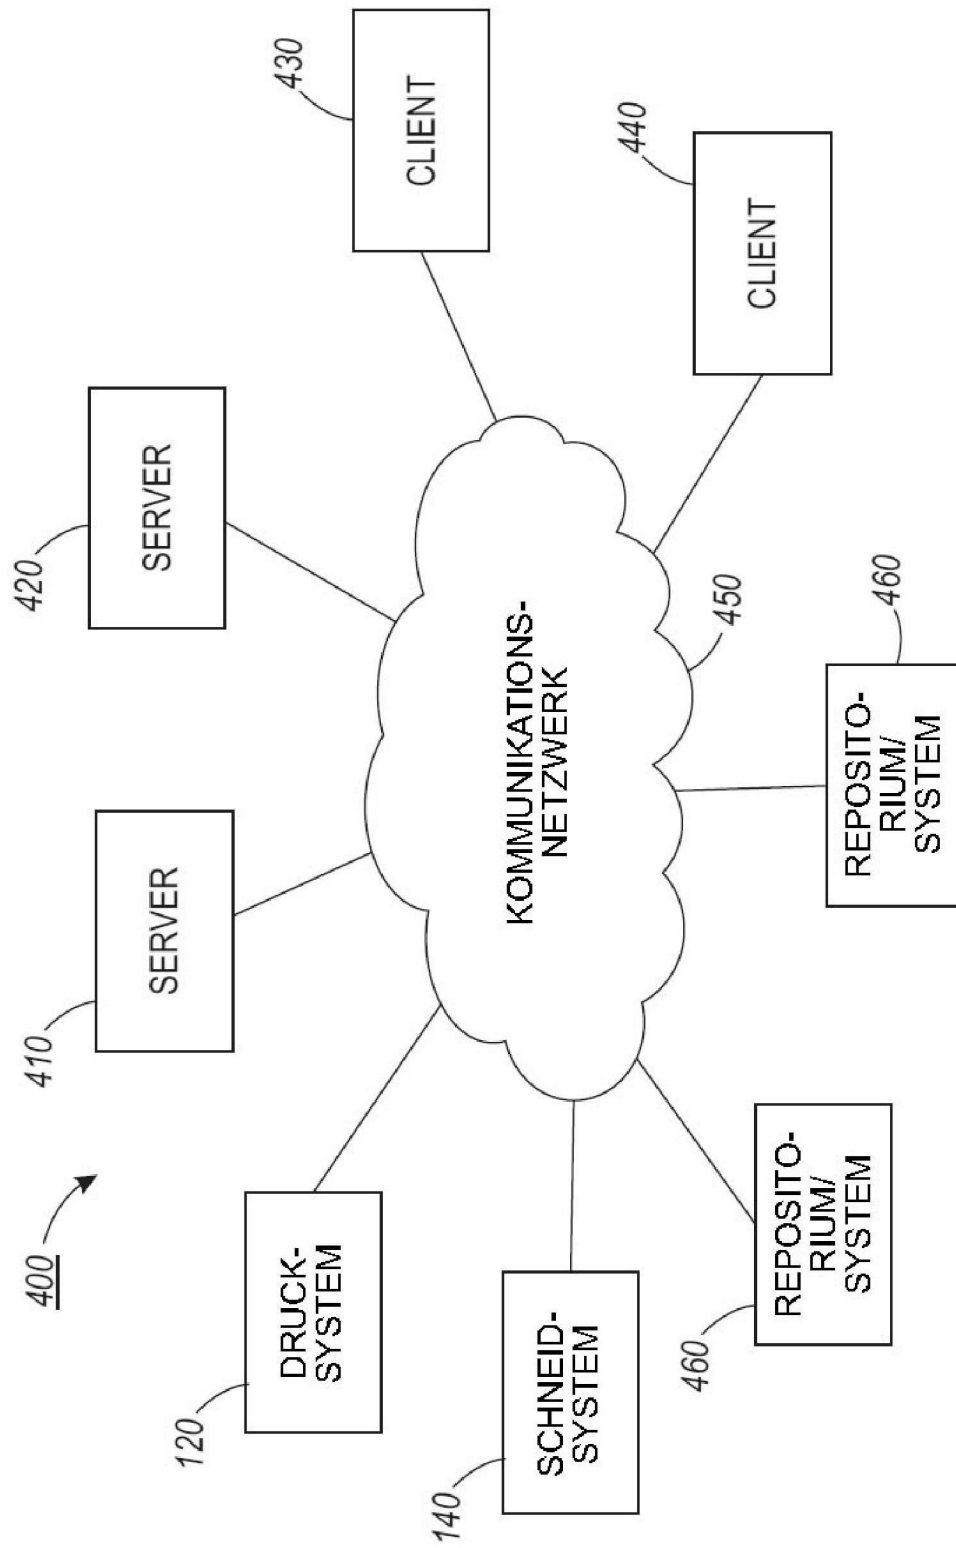 400
410
SERVER
420
SERVER
430
CLIENT
120
DRUCK-
SYSTEM
KOMMUNIKATIONS-
NETZWERK
450
440
CLIENT
140
SCHNEID-
SYSTEM
460
REPOSITO-
RIUM/
SYSTEM
460
REPOSITO-
RIUM/
SYSTEM